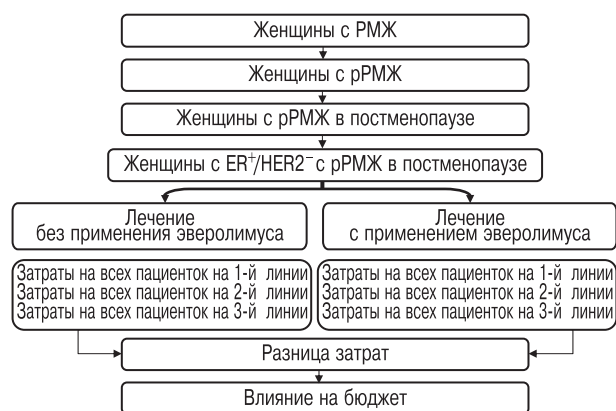 Женщины с РМЖ
Женщины с рРМЖ
Женщины с рРМЖ в постменопаузе
Женщины с ER⁺/HER2⁻ с рРМЖ в постменопаузе
Лечение
без применения эверолимуса
Лечение
с применением эверолимуса
Затраты на всех пациенток на 1-й линии
Затраты на всех пациенток на 2-й линии
Затраты на всех пациенток на 3-й линии
Затраты на всех пациенток на 1-й линии
Затраты на всех пациенток на 2-й линии
Затраты на всех пациенток на 3-й линии
Разница затрат
Влияние на бюджет